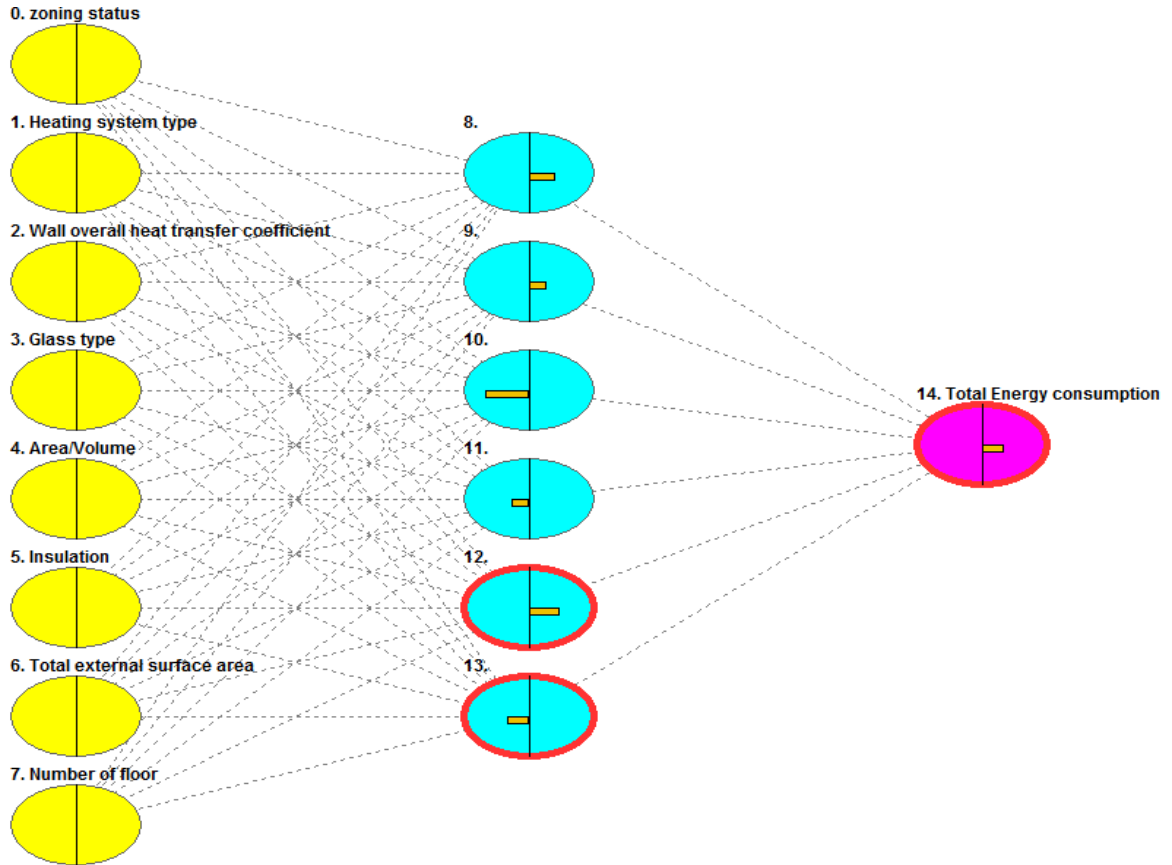 0. zoning status
1. Heating system type
2. Wall overall heat transfer coefficient
3. Glass type
4. Area/Volume
5. Insulation
6. Total external surface area
7. Number of floor
8.
9.
10.
11.
12.
13.
14. Total Energy consumption